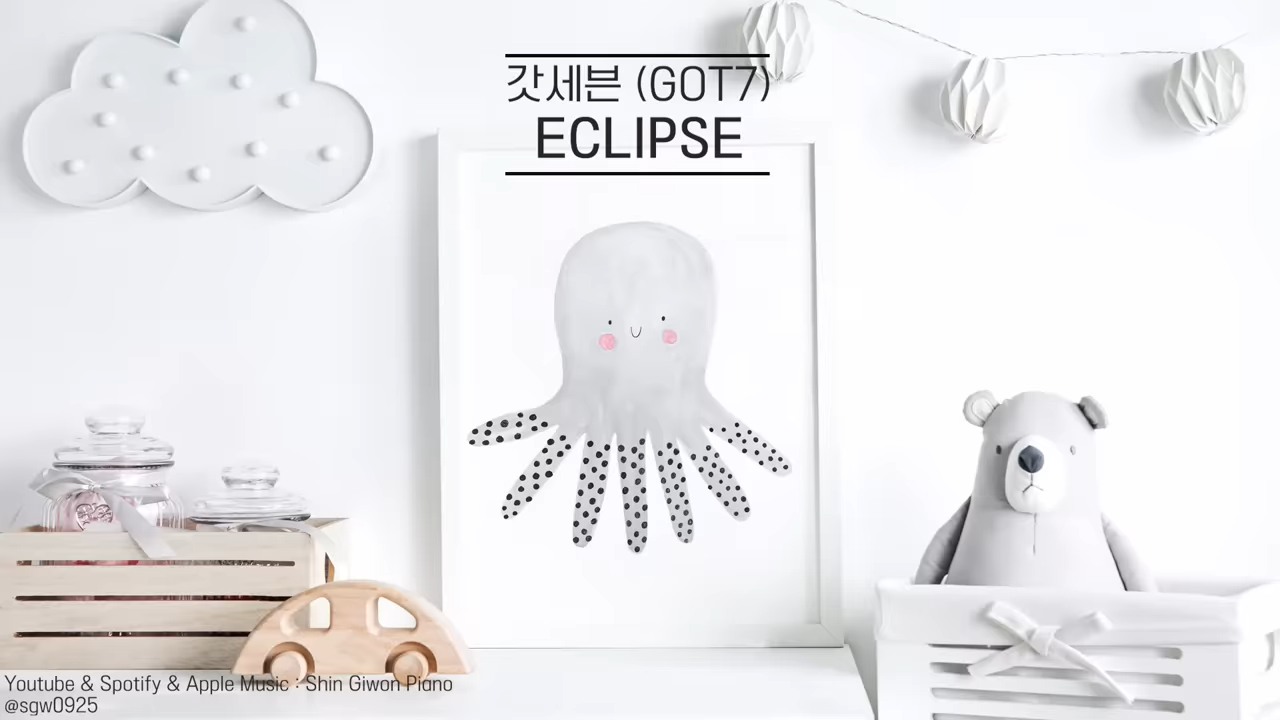 갓세븐 (GOT7)
ECLIPSE
Youtube & Spotify & Apple Music : Shin Giwon Piano
@sgw0925